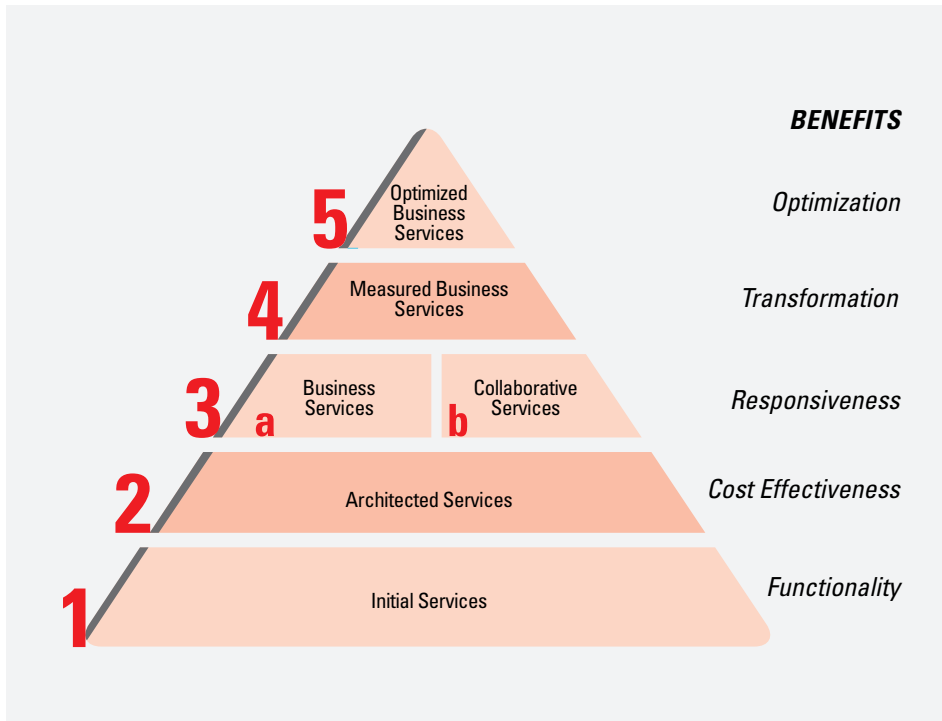 BENEFITS
5
Optimized
Business
Services
Optimization
4
Measured Business
Services
Transformation
3
a
Business
Services
b
Collaborative
Services
Responsiveness
2
Architected Services
Cost Effectiveness
1
Initial Services
Functionality